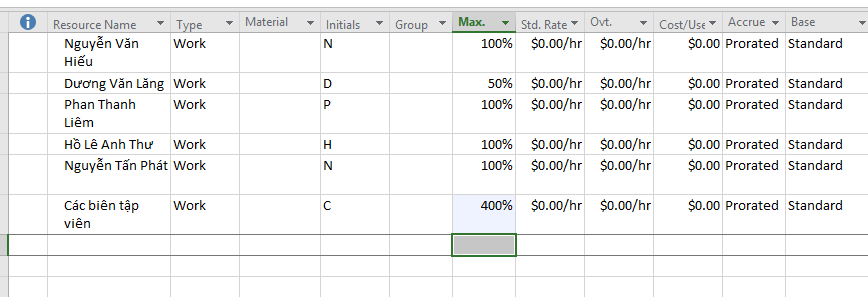 Resource Name Type Material Initials Group Max. Std. Rate Ovt. Cost/Use Accrue Base
Nguyễn Văn Work N 100% $0.00/hr $0.00/hr $0.00 Prorated Standard
Hiếu
Dương Văn Lăng Work D 50% $0.00/hr $0.00/hr $0.00 Prorated Standard
Phan Thanh Work P 100% $0.00/hr $0.00/hr $0.00 Prorated Standard
Liêm
Hồ Lê Anh Thư Work H 100% $0.00/hr $0.00/hr $0.00 Prorated Standard
Nguyễn Tấn Phát Work N 100% $0.00/hr $0.00/hr $0.00 Prorated Standard
Các biên tập Work C 400% $0.00/hr $0.00/hr $0.00 Prorated Standard
viên